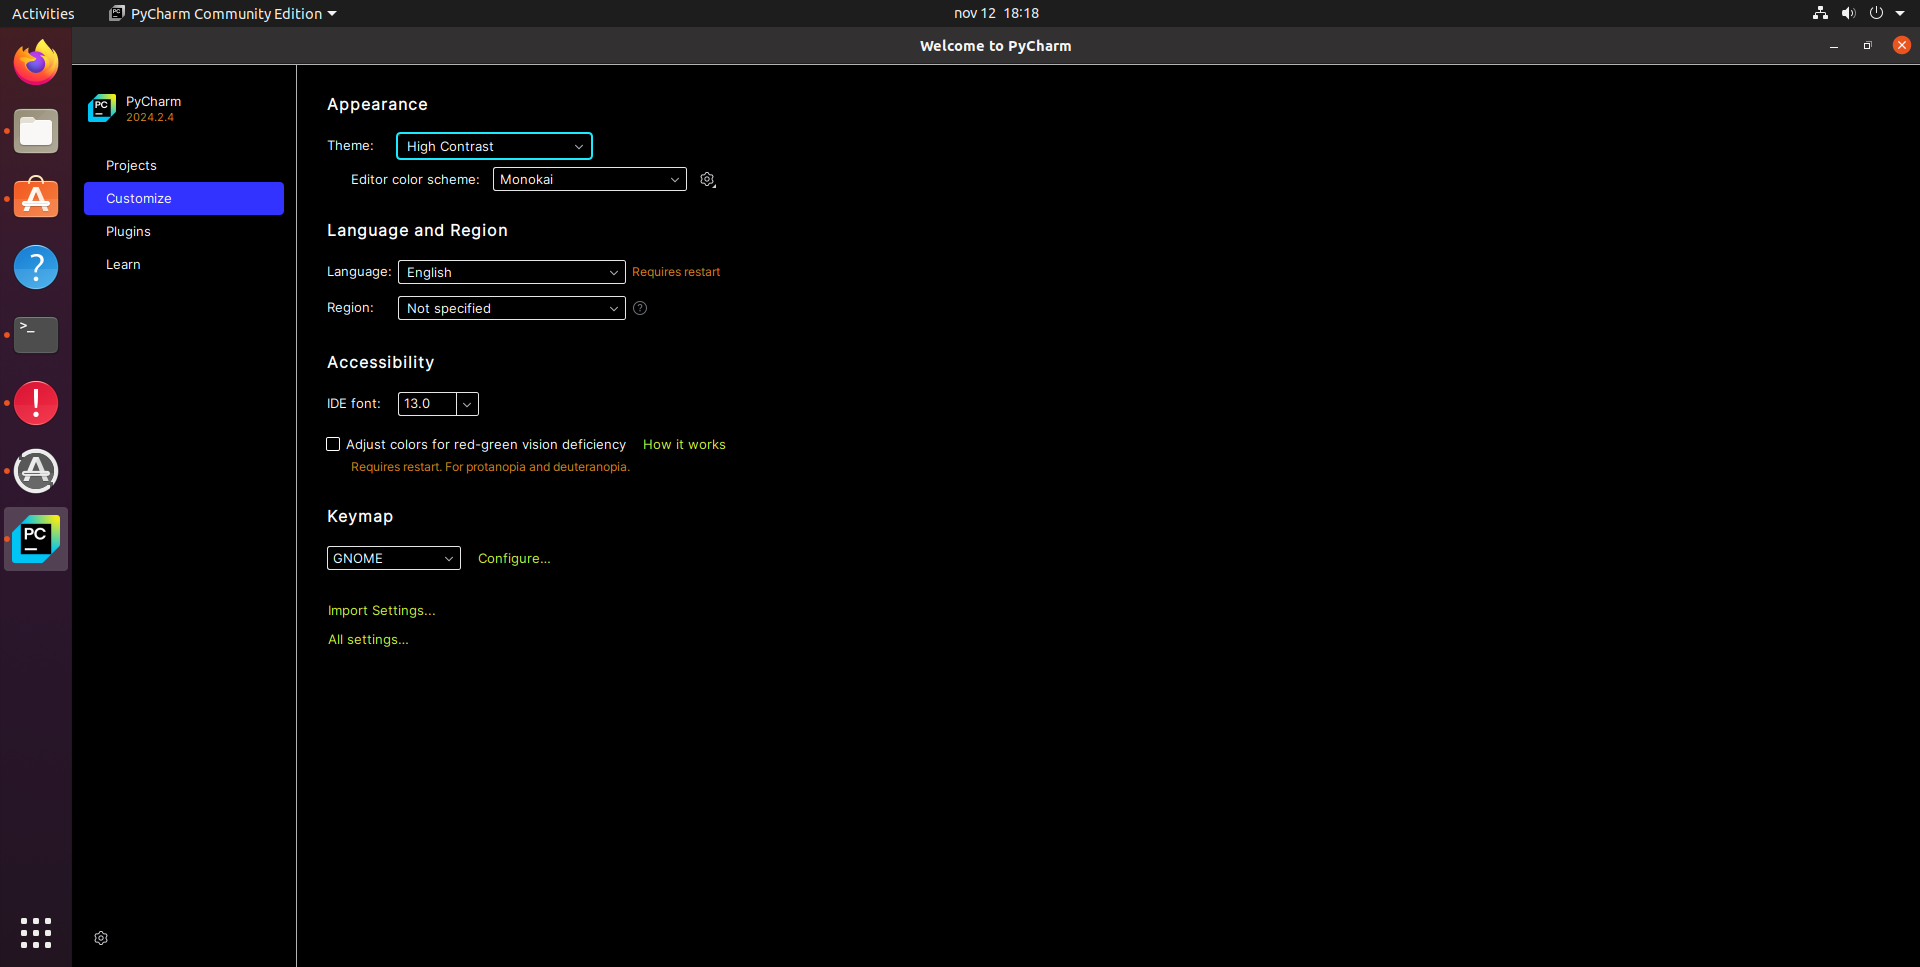 Activities
PyCharm Community Edition
nov 12 18:18
Welcome to PyCharm
PC
PyCharm
2024.2.4
Projects
Customize
Plugins
Learn
Appearance
Theme: High Contrast
Editor color scheme: Monokai
Language and Region
Language: English Requires restart
Region: Not specified
Accessibility
IDE font: 13.0
Adjust colors for red-green vision deficiency How it works
Requires restart. For protanopia and deuteranopia.
Keymap
GNOME Configure...
Import Settings...
All settings...
>_
PC